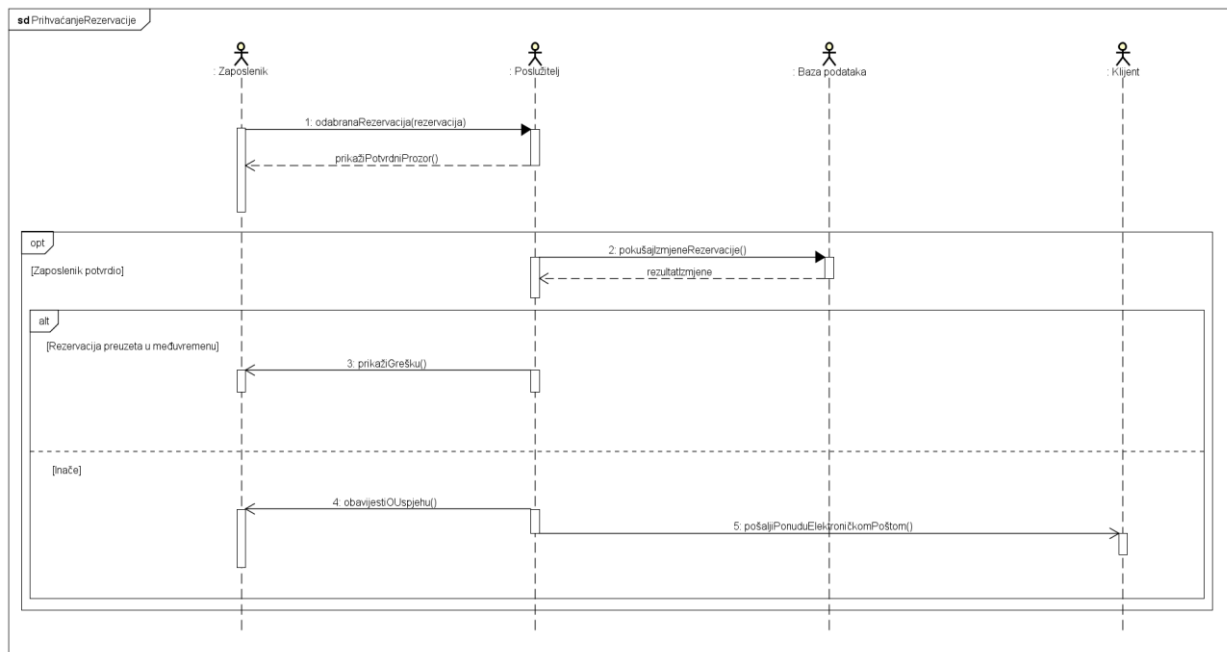 sd PrihvaćanjeRezervacije
: Zaposlenik
: Poslužitelj
: Baza podataka
: Klijent
1: odabranaRezervacija(rezervacija)
prikažiPotvrdniProzor()
opt
2: pokušajIzmjeneRezervacije()
[Zaposlenik potvrdio]
rezultatIzmjene
alt
[Rezervacija preuzeta u međuvremenu]
3: prikažiGrešku()
[Inače]
4: obavijestiOUspjehu()
5: pošaljiPonuduElektroničkomPoštom()